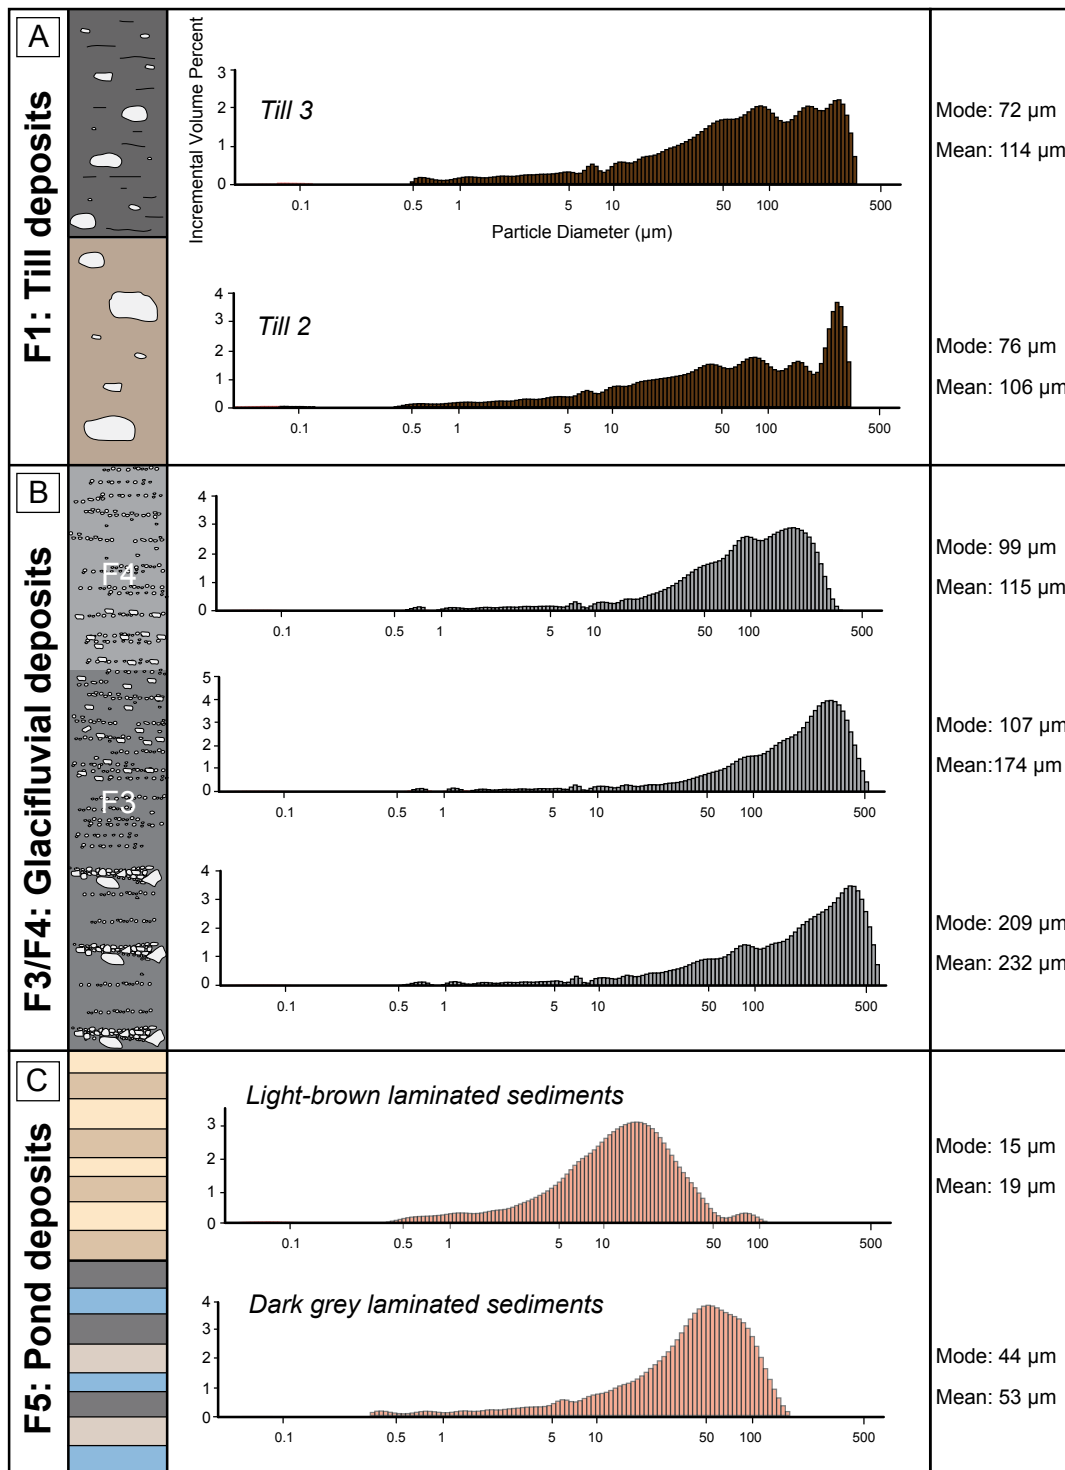 A
F1: Till deposits
Incremental Volume Percent
Till 3
3
2
1
0
0.1 0.5 1 5 10 50 100 500
Particle Diameter (µm)
Mode: 72 µm
Mean: 114 µm
Till 2
4
3
2
1
0
0.1 0.5 1 5 10 50 100 500
Mode: 76 µm
Mean: 106 µm
B
F3/F4: Glacifluvial deposits
F4
F3
4
3
2
1
0
0.1 0.5 1 5 10 50 100 500
Mode: 99 µm
Mean: 115 µm
5
4
3
2
1
0
0.1 0.5 1 5 10 50 100 500
Mode: 107 µm
Mean:174 µm
4
3
2
1
0
0.1 0.5 1 5 10 50 100 500
Mode: 209 µm
Mean: 232 µm
C
F5: Pond deposits
Light-brown laminated sediments
3
2
1
0
0.1 0.5 1 5 10 50 100 500
Mode: 15 µm
Mean: 19 µm
Dark grey laminated sediments
4
3
2
1
0
0.1 0.5 1 5 10 50 100 500
Mode: 44 µm
Mean: 53 µm